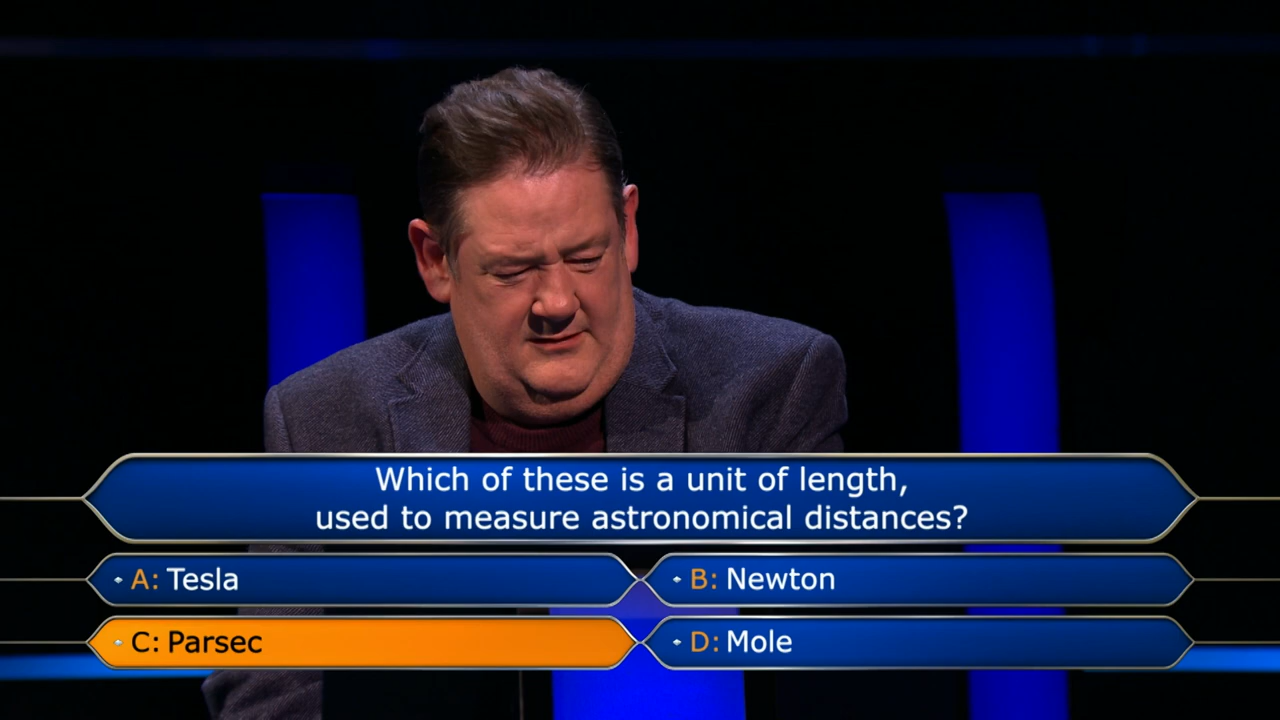 Which of these is a unit of length,
used to measure astronomical distances?
A: Tesla
B: Newton
C: Parsec
D: Mole